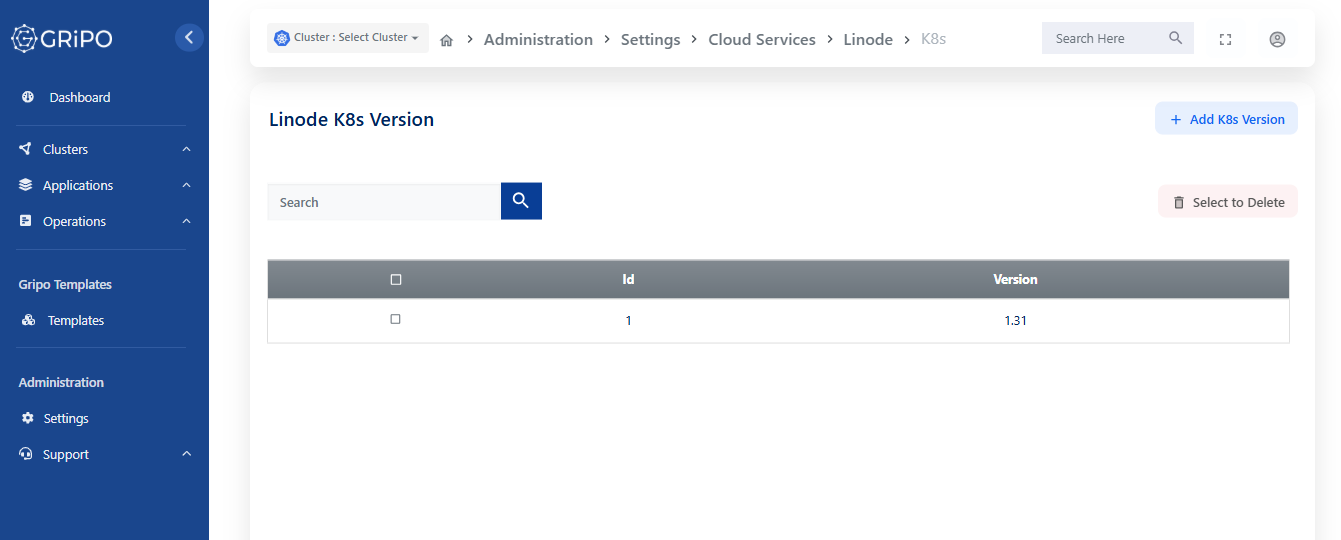 GRiPO
Dashboard
Clusters
Applications
Operations
Gripo Templates
Templates
Administration
Settings
Support
Cluster : Select Cluster
Administration > Settings > Cloud Services > Linode > K8s
Search Here
Linode K8s Version
+ Add K8s Version
Search
Select to Delete
Id Version
1 1.31